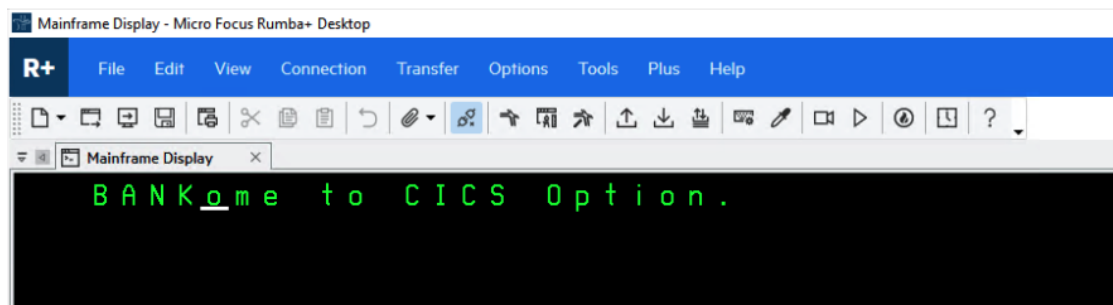 Mainframe Display - Micro Focus Rumba+ Desktop
R+ File Edit View Connection Transfer Options Tools Plus Help
Mainframe Display
BANKome to CICS Option.